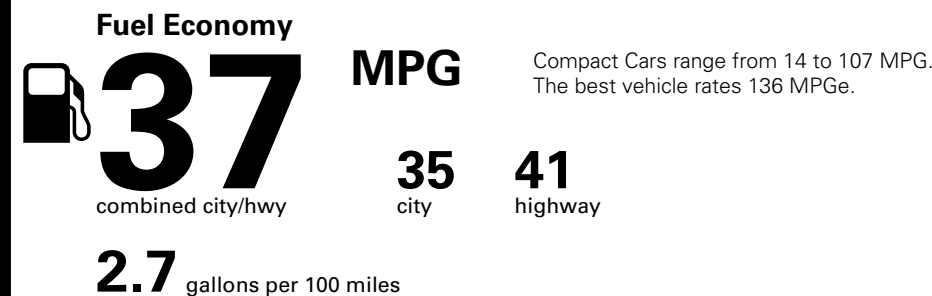 Fuel Economy
37 MPG
Compact Cars range from 14 to 107 MPG.
The best vehicle rates 136 MPGe.
combined city/hwy
35
city
41
highway
2.7 gallons per 100 miles